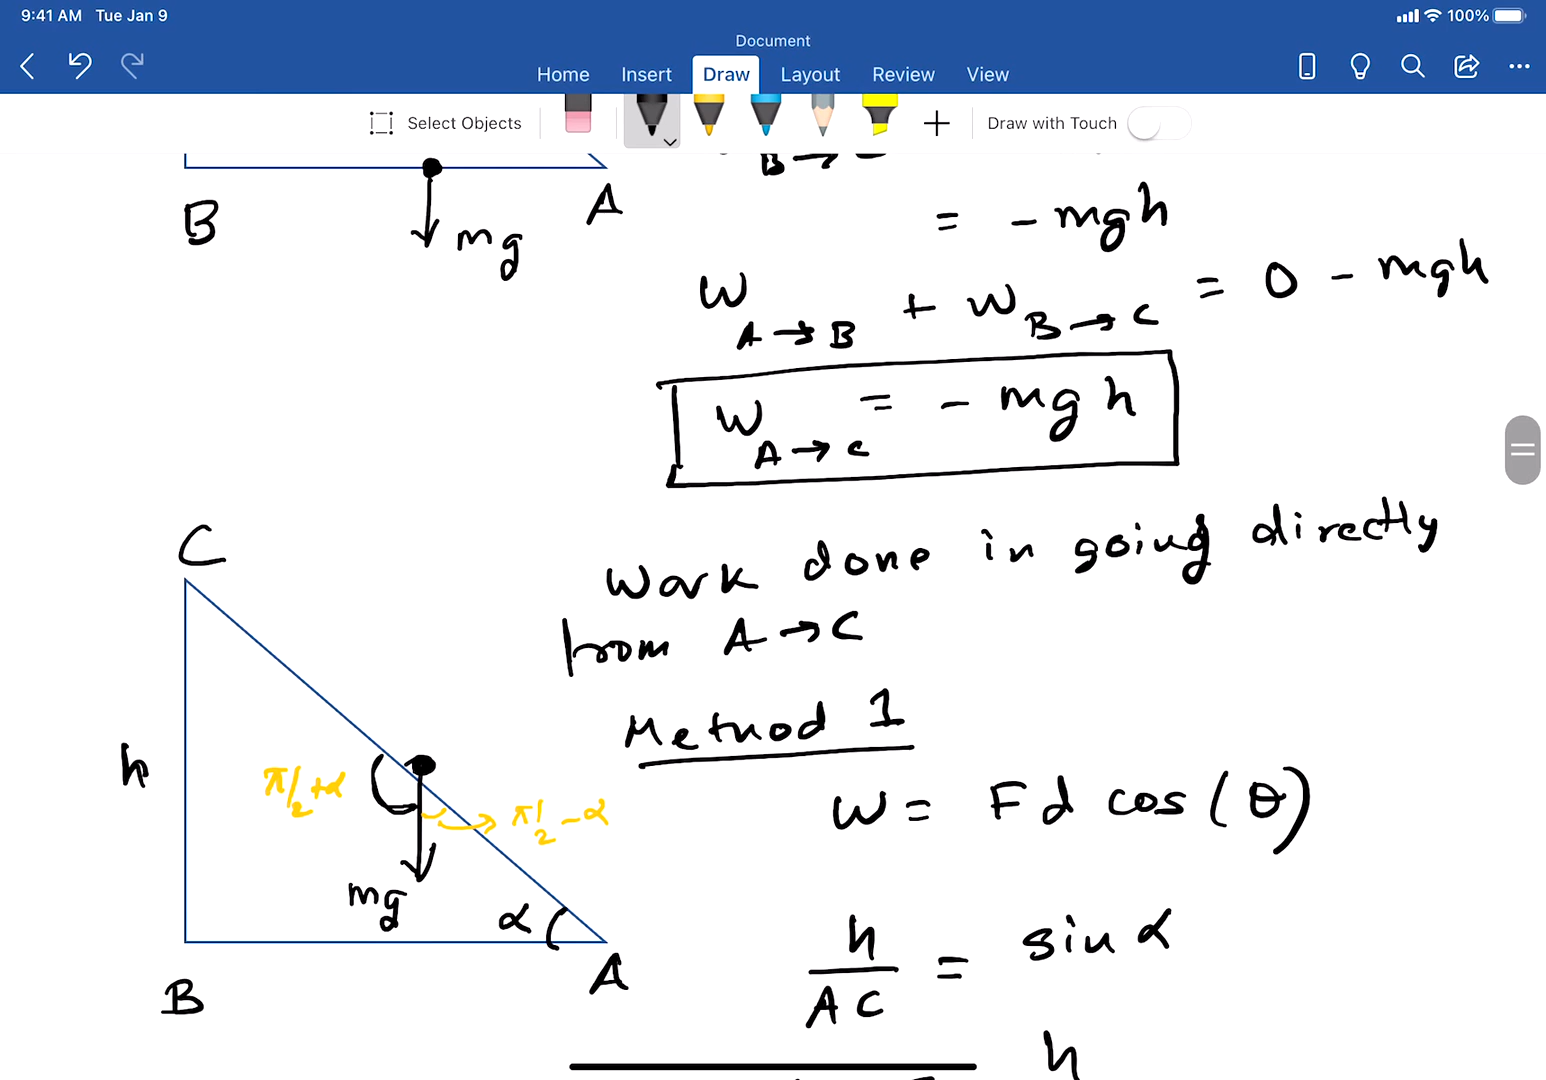 9:41 AM Tue Jan 9
100%
Document
Home Insert Draw Layout Review View
Select Objects
Draw with Touch
B→
B
A
mg
= - mgh
W A→B + W B→C = 0 - mgh
W A→C = - mgh
C
Work done in going directly
from A→C
Method 1
h
π/2+α
π/2-α
W = Fd cos(θ)
mg
α
h/AC = sin α
B
A
h